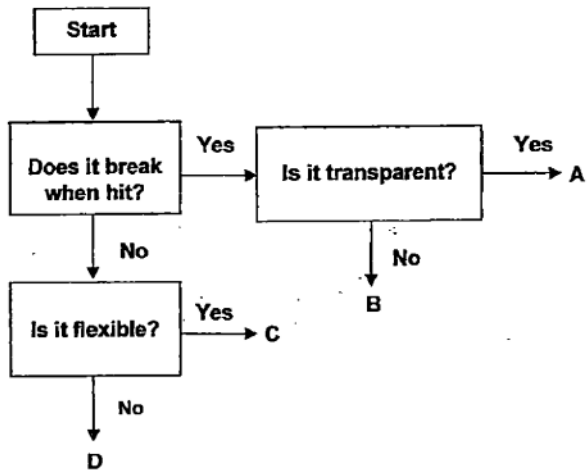 Start
Does it break
when hit?
Yes
Is it transparent?
Yes
A
No
No
B
Is it flexible?
Yes
C
No
D